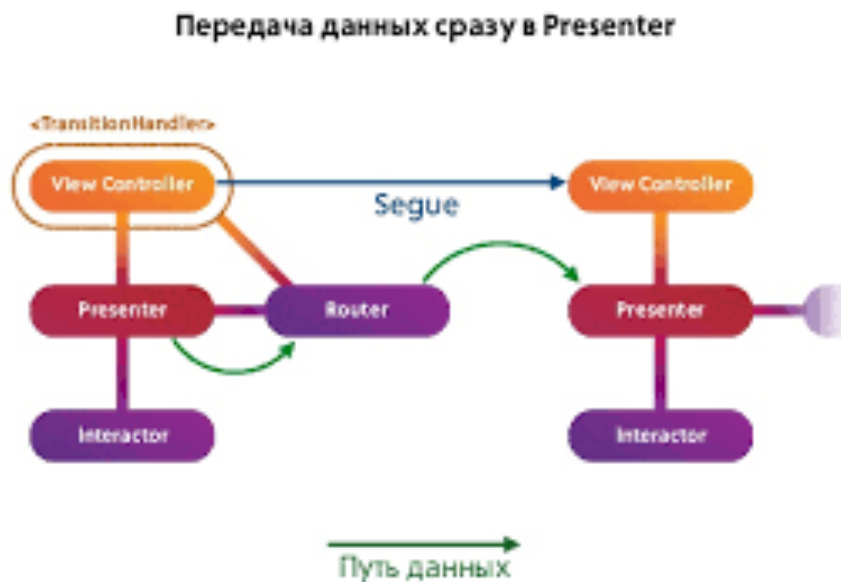 Передача данных сразу в Presenter
<TransitionHandler>
View Controller
Segue
View Controller
Presenter
Router
Presenter
Interactor
Interactor
Путь данных